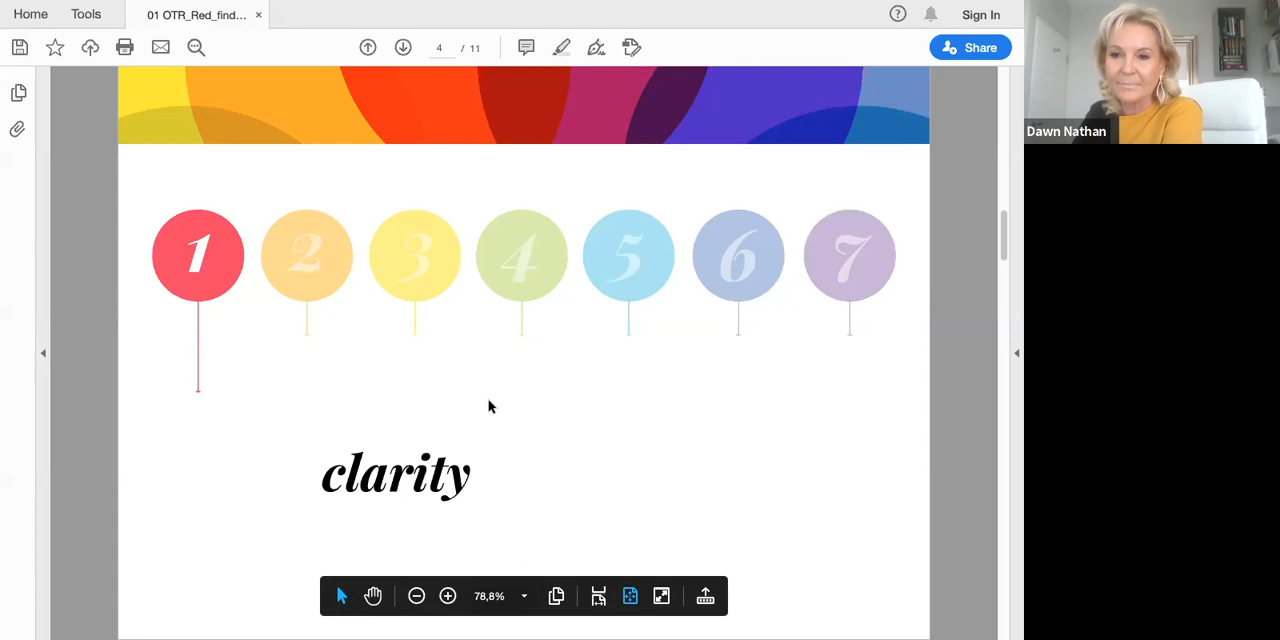 Home Tools 01 OTR_Red_find... × Sign In
4 / 11 Share
Dawn Nathan
1 2 3 4 5 6 7
clarity
78,8%